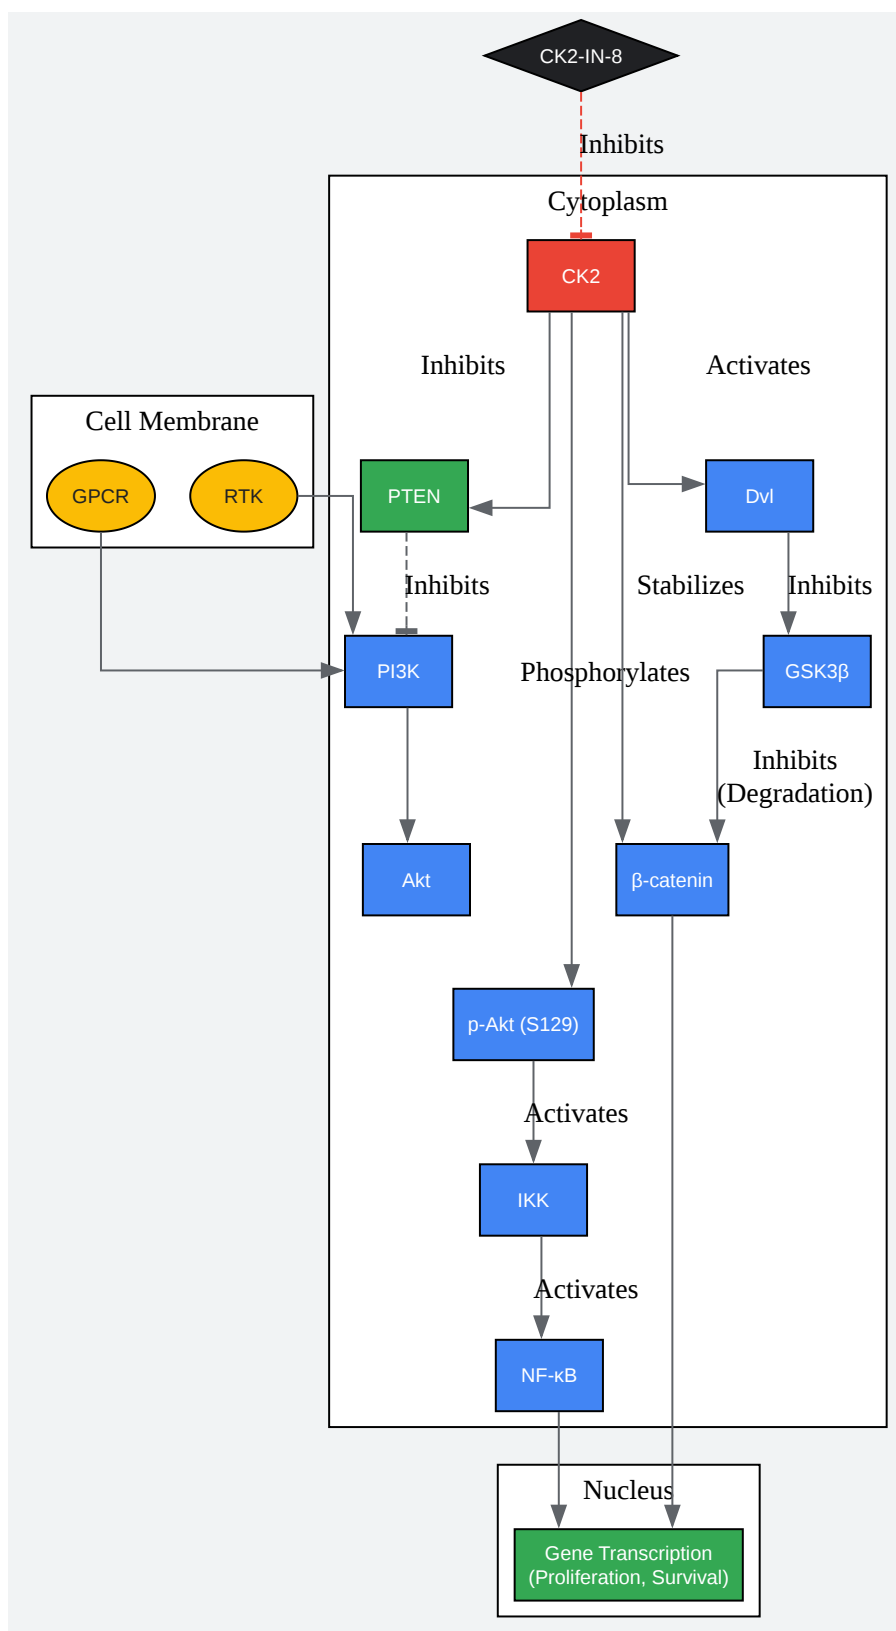 CK2-IN-8
Inhibits
Cytoplasm
CK2
Inhibits
Activates
Cell Membrane
GPCR
RTK
PTEN
Dvl
Inhibits
Stabilizes
Inhibits
PI3K
Phosphorylates
GSK3β
Inhibits
(Degradation)
Akt
β-catenin
p-Akt (S129)
Activates
IKK
Activates
NF-κB
Nucleus
Gene Transcription
(Proliferation, Survival)